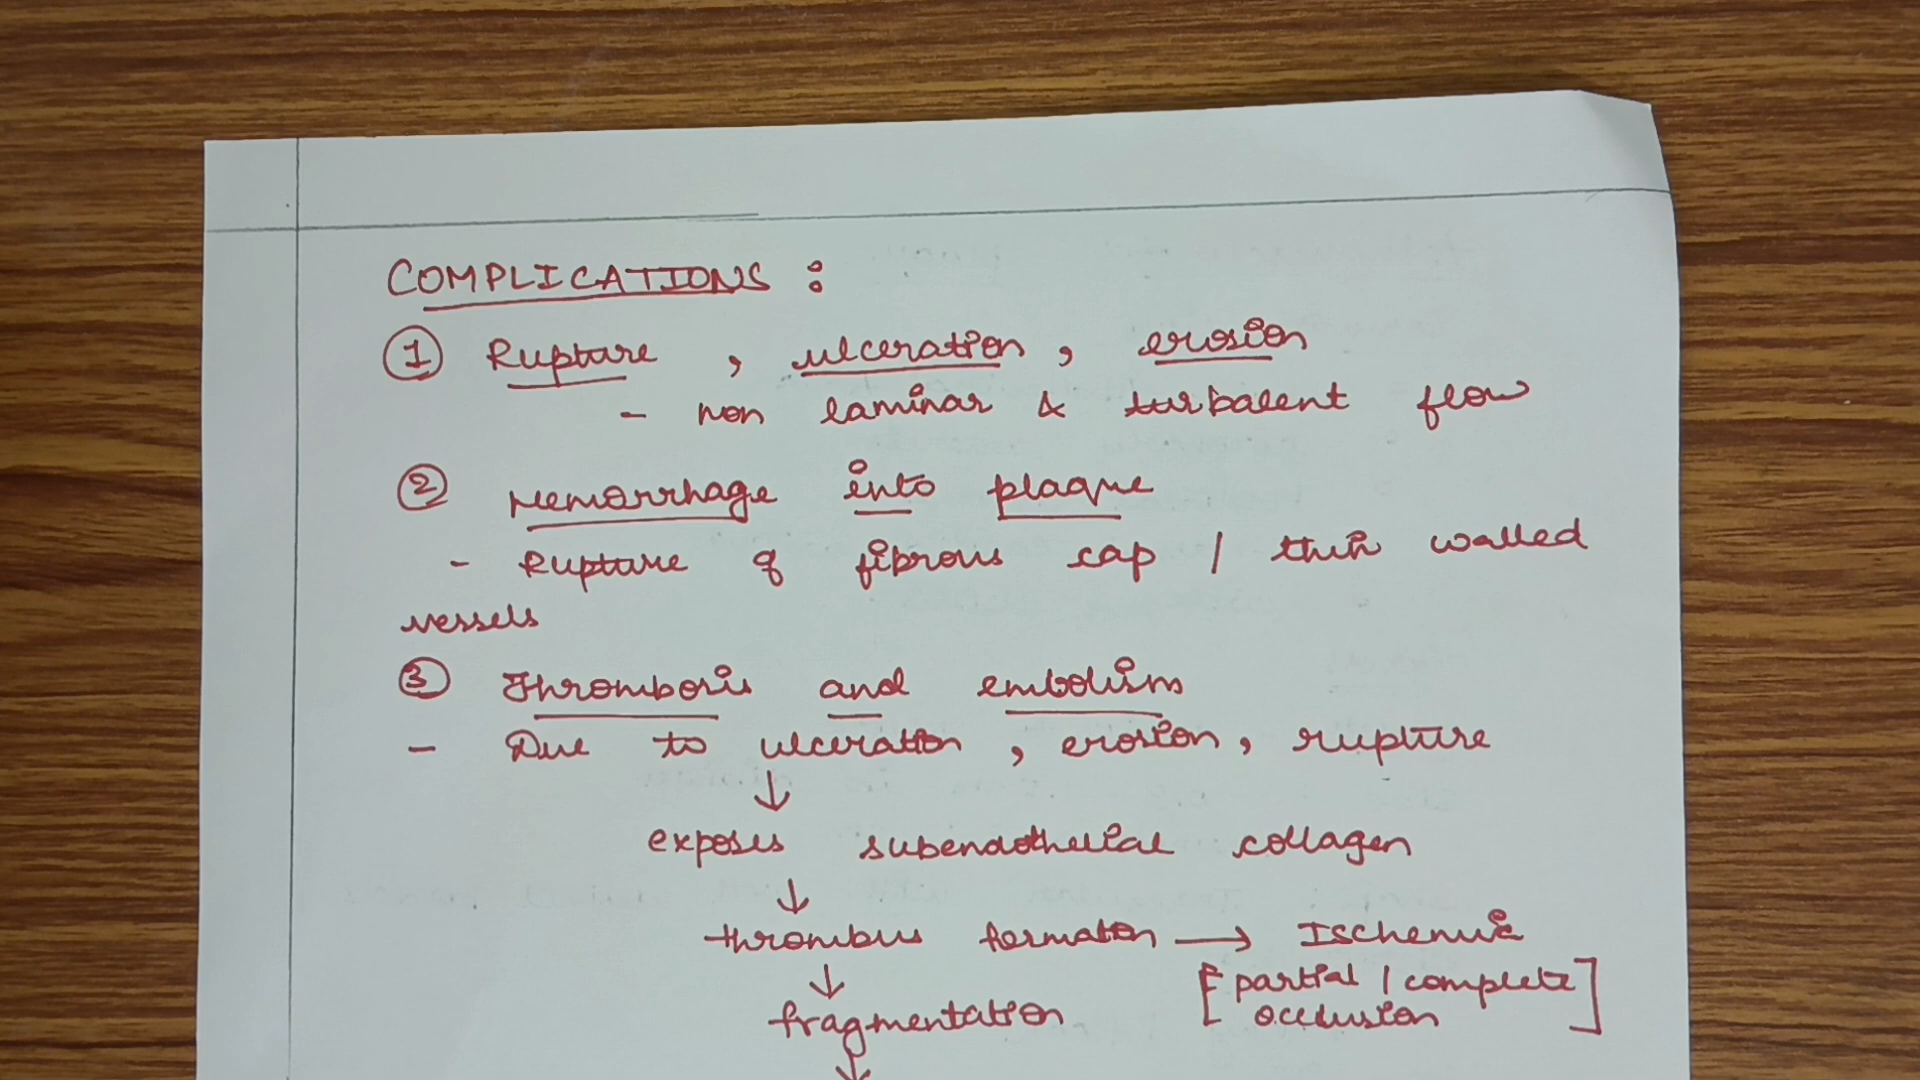 COMPLICATIONS :
① Rupture , ulceration , erosion
- non laminar & turbalent flow
② Hemorrhage into plaque
- Rupture of fibrous cap / thin walled
vessels
③ Thrombosis and embolism
- Due to ulceration , erosion , rupture
↓
exposes subendothelial collagen
↓
thrombus formation → Ischemia
↓ [partial / complete
fragmentation occlusion]
↓